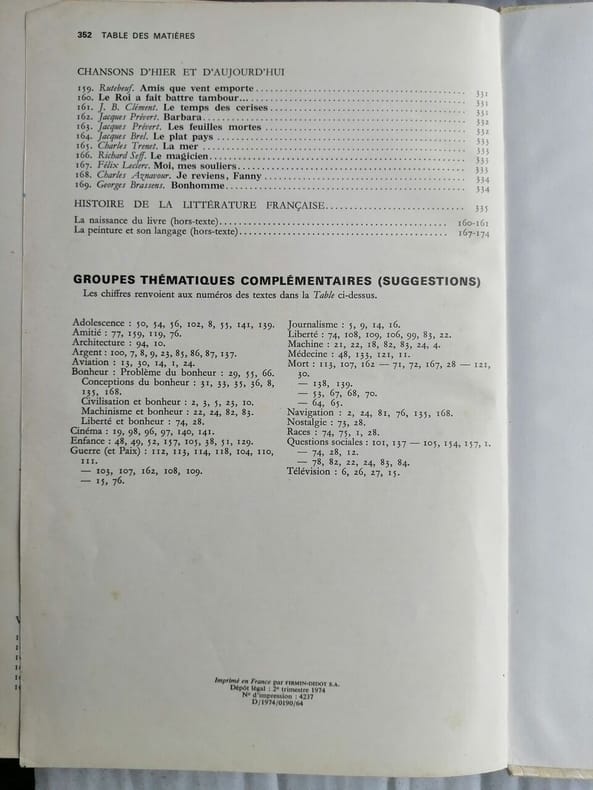 352 TABLE DES MATIÈRES
CHANSONS D'HIER ET D'AUJOURD'HUI
159. Rutebeuf. Amis que vent emporte ........ 331
160. Le Roi a fait battre tambour... ........ 331
161. J. B. Clément. Le temps des cerises ........ 331
162. Jacques Prévert. Barbara ........ 332
163. Jacques Prévert. Les feuilles mortes ........ 332
164. Jacques Brel. Le plat pays ........ 333
165. Charles Trenet. La mer ........ 333
166. Richard Seff. Le magicien ........ 333
167. Félix Leclerc. Moi, mes souliers ........ 333
168. Charles Aznavour. Je reviens, Fanny ........ 334
169. Georges Brassens. Bonhomme ........ 334
HISTOIRE DE LA LITTÉRATURE FRANÇAISE ........ 335
La naissance du livre (hors-texte) ........ 160-161
La peinture et son langage (hors-texte) ........ 167-174
GROUPES THÉMATIQUES COMPLÉMENTAIRES (SUGGESTIONS)
Les chiffres renvoient aux numéros des textes dans la Table ci-dessus.
Adolescence : 50, 54, 56, 102, 8, 55, 141, 139.
Amitié : 77, 159, 119, 76.
Architecture : 94, 10.
Argent : 100, 7, 8, 9, 23, 85, 86, 87, 137.
Aviation : 13, 30, 14, 1, 24.
Bonheur : Problème du bonheur : 29, 55, 66.
Conceptions du bonheur : 31, 33, 35, 36, 8,
135, 168.
Civilisation et bonheur : 2, 3, 5, 23, 10.
Machinisme et bonheur : 22, 24, 82, 83.
Liberté et bonheur : 74, 28.
Cinéma : 19, 98, 96, 97, 140, 141.
Enfance : 48, 49, 52, 157, 105, 38, 51, 129.
Guerre (et Paix) : 112, 113, 114, 118, 104, 110,
111.
— 103, 107, 162, 108, 109.
— 15, 76.
Journalisme : 5, 9, 14, 16.
Liberté : 74, 108, 109, 106, 99, 83, 22.
Machine : 21, 22, 18, 82, 83, 24, 4.
Médecine : 48, 133, 121, 11.
Mort : 113, 107, 162 — 71, 72, 167, 28 — 121,
30.
— 138, 139.
— 53, 67, 68, 70.
— 64, 65.
Navigation : 2, 24, 81, 76, 135, 168.
Nostalgie : 73, 28.
Races : 74, 75, 1, 28.
Questions sociales : 101, 137 — 105, 154, 157, 1.
— 74, 28, 12.
— 78, 82, 22, 24, 83, 84.
Télévision : 6, 26, 27, 15.
Imprimé en France par FIRMIN-DIDOT S.A.
Dépôt légal : 2e trimestre 1974
N° d'impression : 4237
D/1974/0190/64